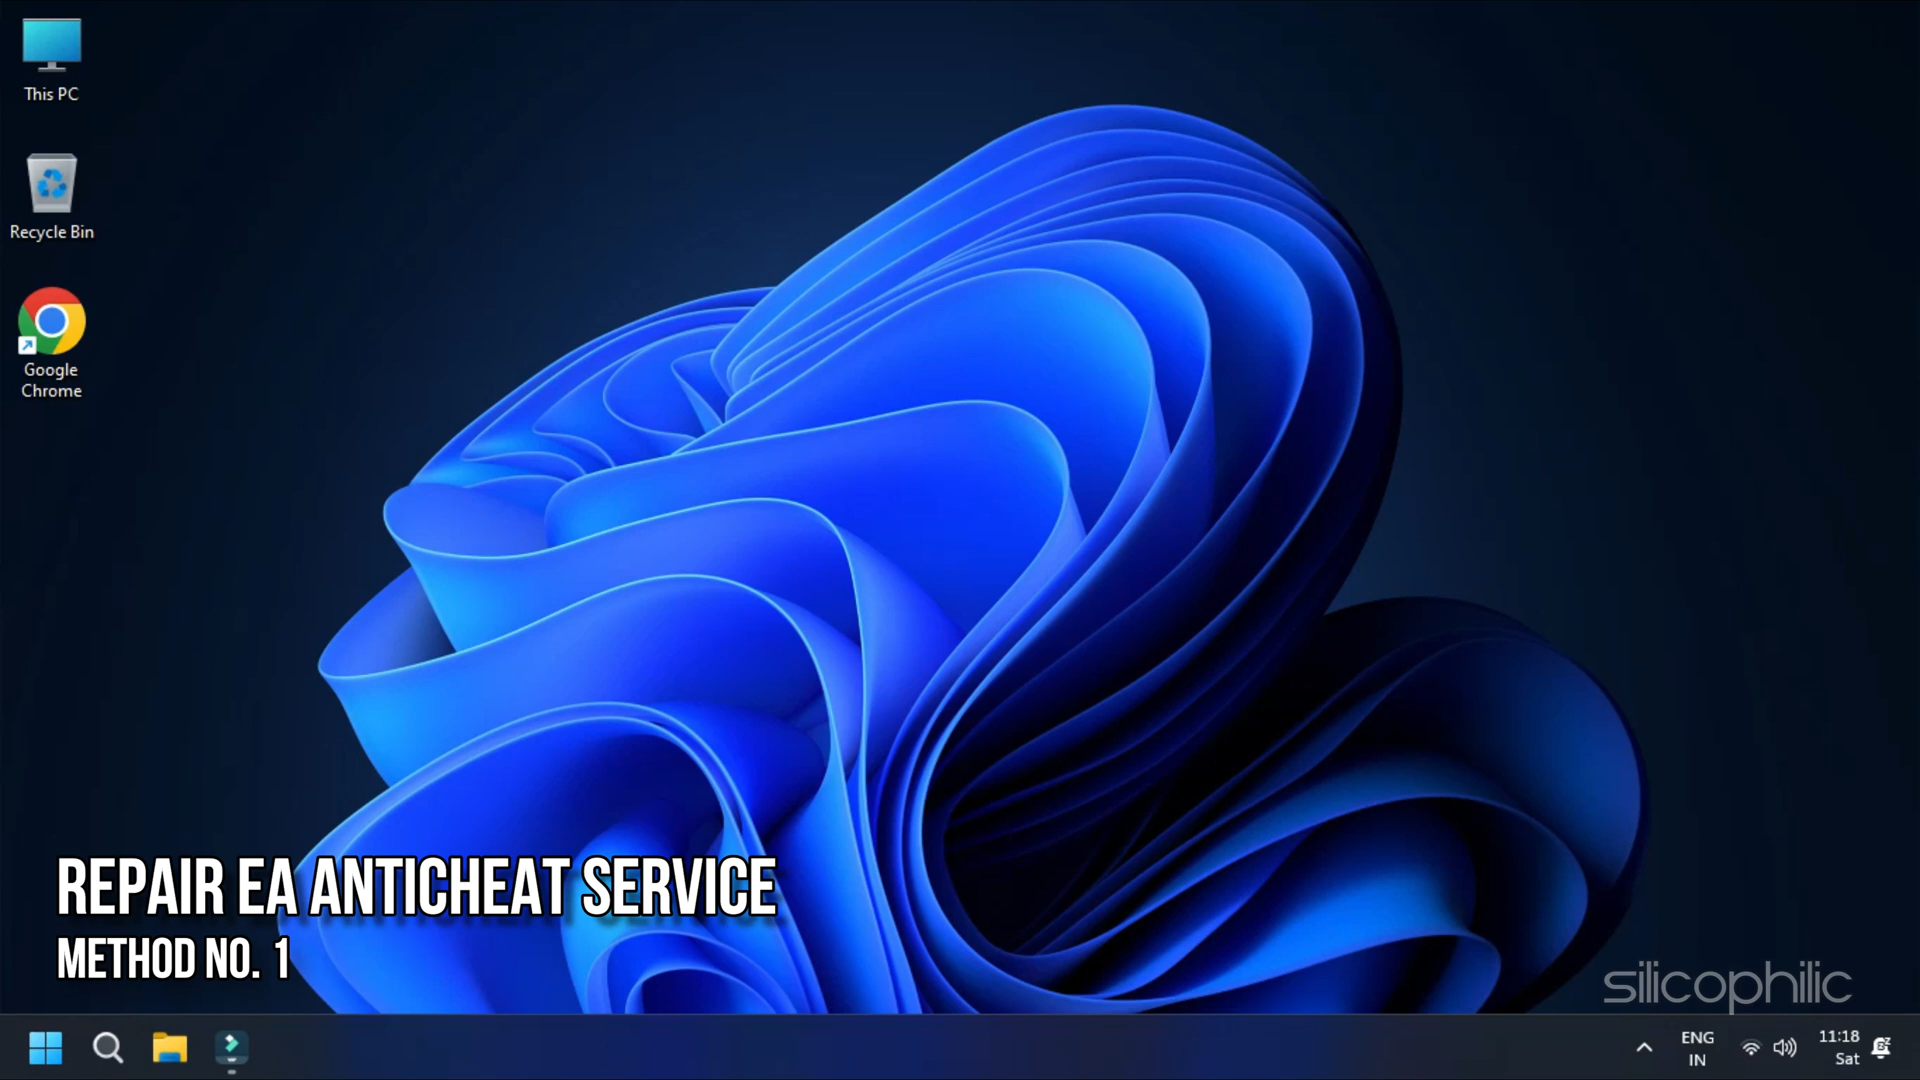 This PC
Recycle Bin
Google
Chrome
REPAIR EA ANTICHEAT SERVICE
METHOD NO. 1
silicophilic
ENG
IN
11:18
Sat